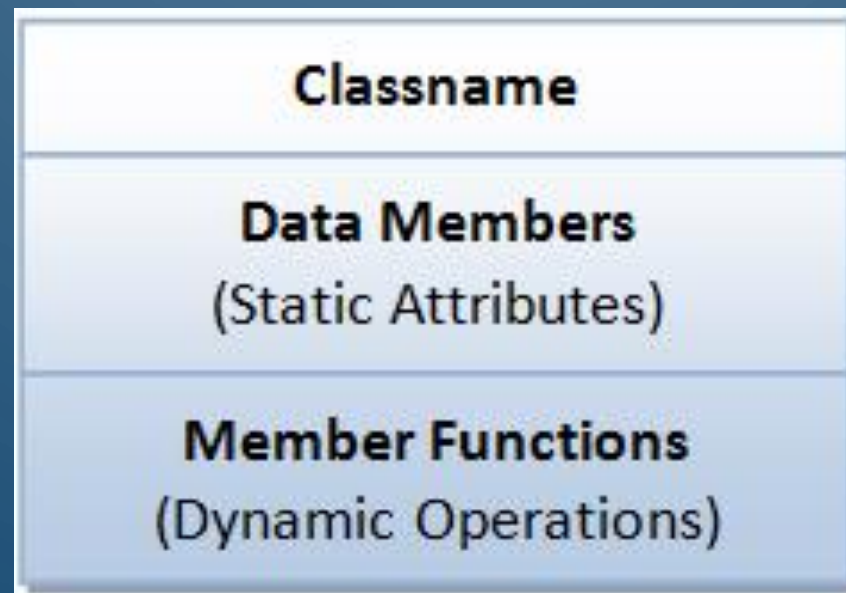 Classname
Data Members
(Static Attributes)
Member Functions
(Dynamic Operations)